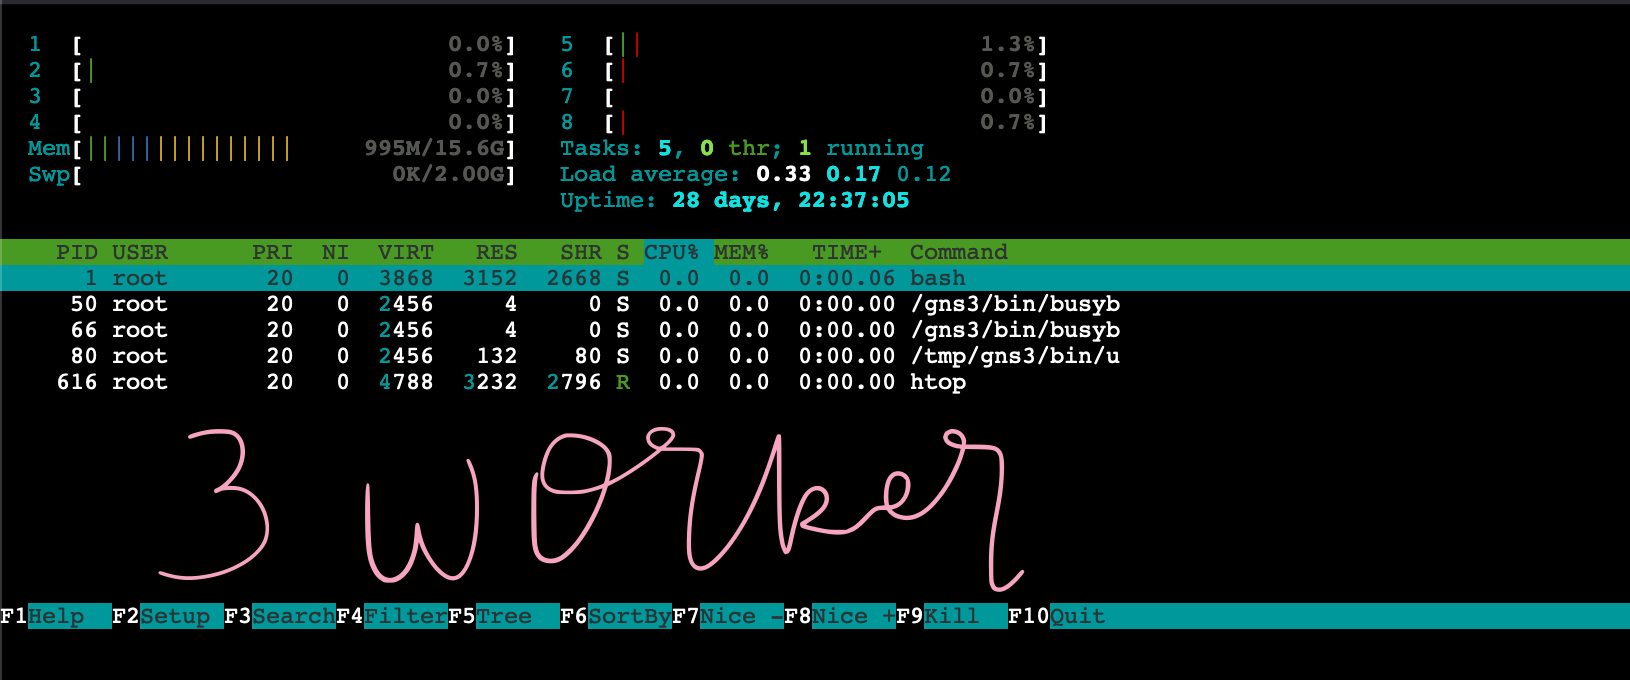 1 [ 0.0%] 5 [|| 1.3%]
2 [| 0.7%] 6 [| 0.7%]
3 [ 0.0%] 7 [ 0.0%]
4 [ 0.0%] 8 [| 0.7%]
Mem[||||||||||||||| 995M/15.6G] Tasks: 5, 0 thr; 1 running
Swp[ 0K/2.00G] Load average: 0.33 0.17 0.12
Uptime: 28 days, 22:37:05
PID USER PRI NI VIRT RES SHR S CPU% MEM% TIME+ Command
1 root 20 0 3868 3152 2668 S 0.0 0.0 0:00.06 bash
50 root 20 0 2456 4 0 S 0.0 0.0 0:00.00 /gns3/bin/busyb
66 root 20 0 2456 4 0 S 0.0 0.0 0:00.00 /gns3/bin/busyb
80 root 20 0 2456 132 80 S 0.0 0.0 0:00.00 /tmp/gns3/bin/u
616 root 20 0 4788 3232 2796 R 0.0 0.0 0:00.00 htop
3 worker
F1Help F2Setup F3SearchF4FilterF5Tree F6SortByF7Nice -F8Nice +F9Kill F10Quit